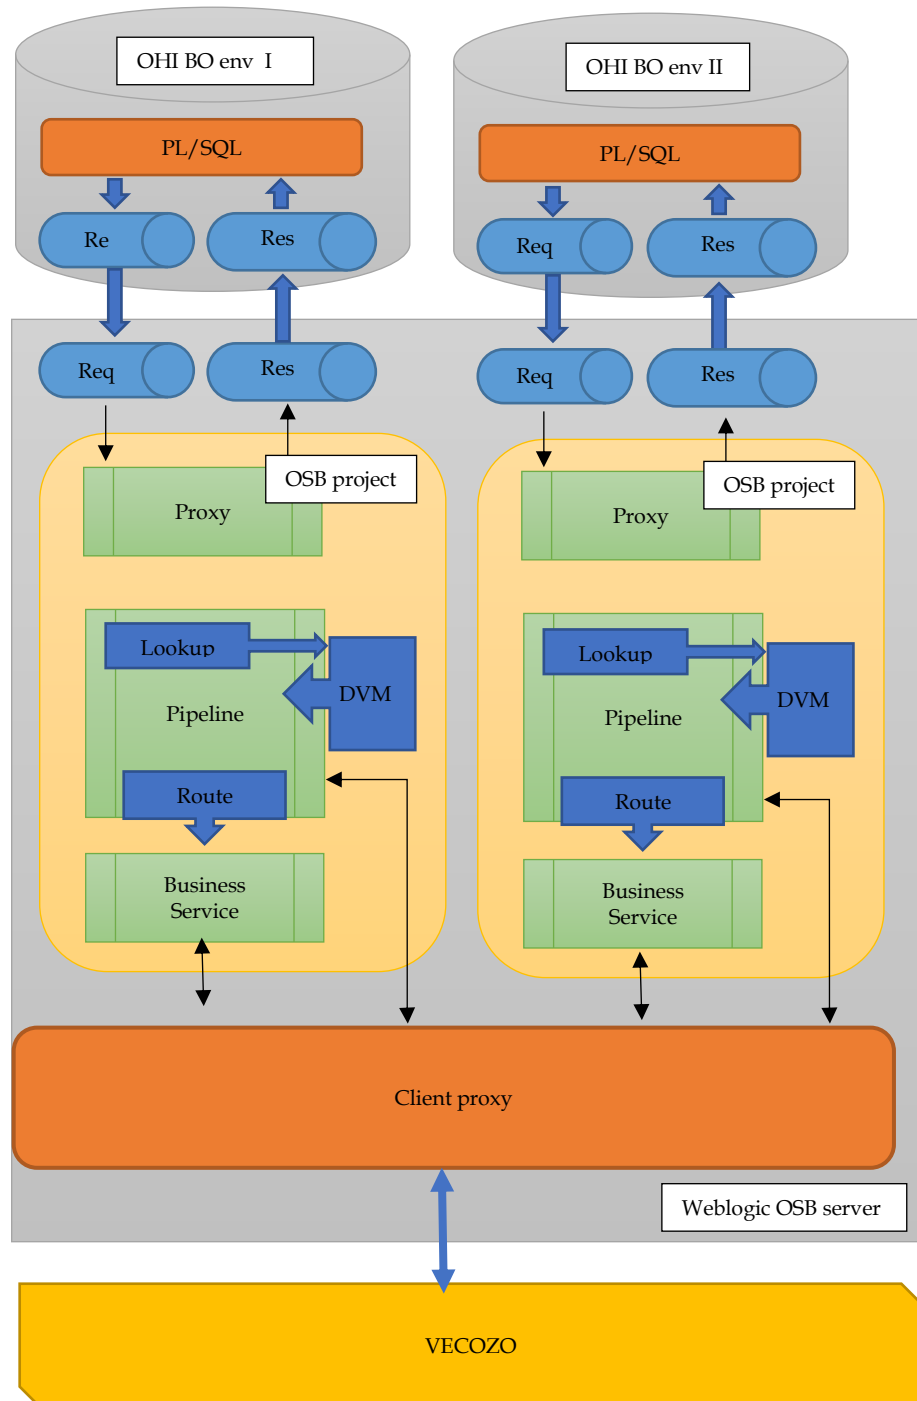 OHI BO env I
OHI BO env II
PL/SQL
PL/SQL
Re
Res
Req
Res
Req
Res
Req
Res
OSB project
OSB project
Proxy
Proxy
Lookup
DVM
Pipeline
Lookup
DVM
Pipeline
Route
Route
Business
Service
Business
Service
Client proxy
Weblogic OSB server
VECOZO